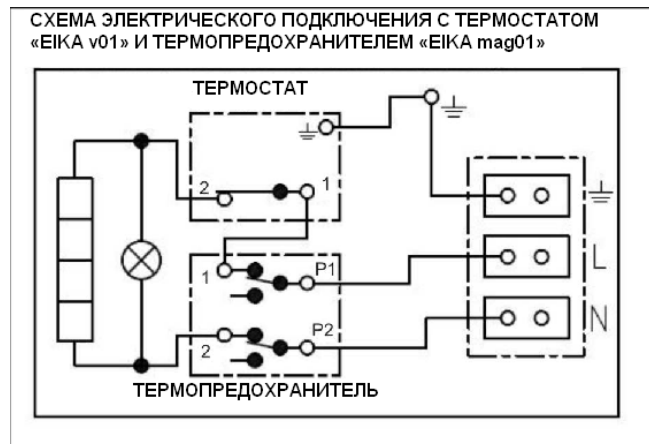 СХЕМА ЭЛЕКТРИЧЕСКОГО ПОДКЛЮЧЕНИЯ С ТЕРМОСТАТОМ
«EIKA v01» И ТЕРМОПРЕДОХРАНИТЕЛЕМ «EIKA mag01»
ТЕРМОСТАТ
2
1
1
P1
L
2
P2
N
ТЕРМОПРЕДОХРАНИТЕЛЬ